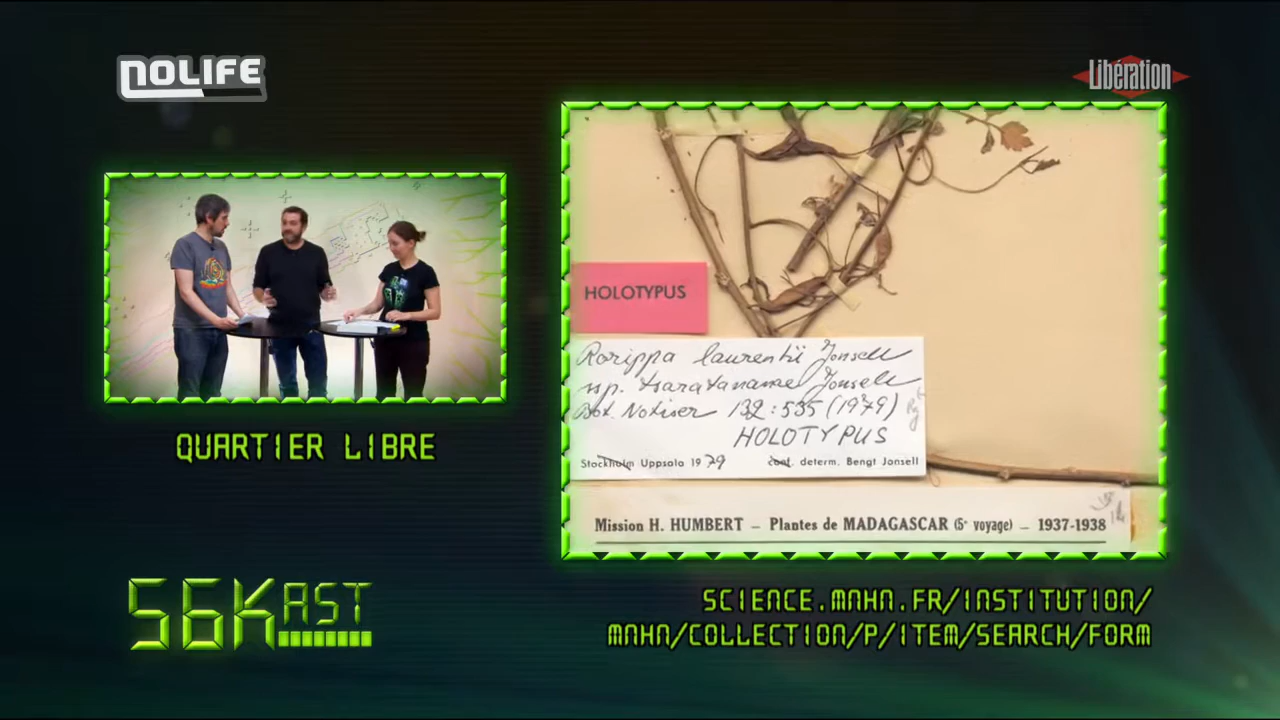 NOLIFE
Libération
HOLOTYPUS
Rorippa laurentii Jonsell
ssp. tsaratananae Jonsell
Bot. Notiser 132:535 (1979)
HOLOTYPUS
Stockholm Uppsala 1979 conf. determ. Bengt Jonsell
Mission H. HUMBERT — Plantes de MADAGASCAR (5e voyage) — 1937-1938
QUARTIER LIBRE
56KAST
SCIENCE.MNHN.FR/INSTITUTION/
MNHN/COLLECTION/P/ITEM/SEARCH/FORM